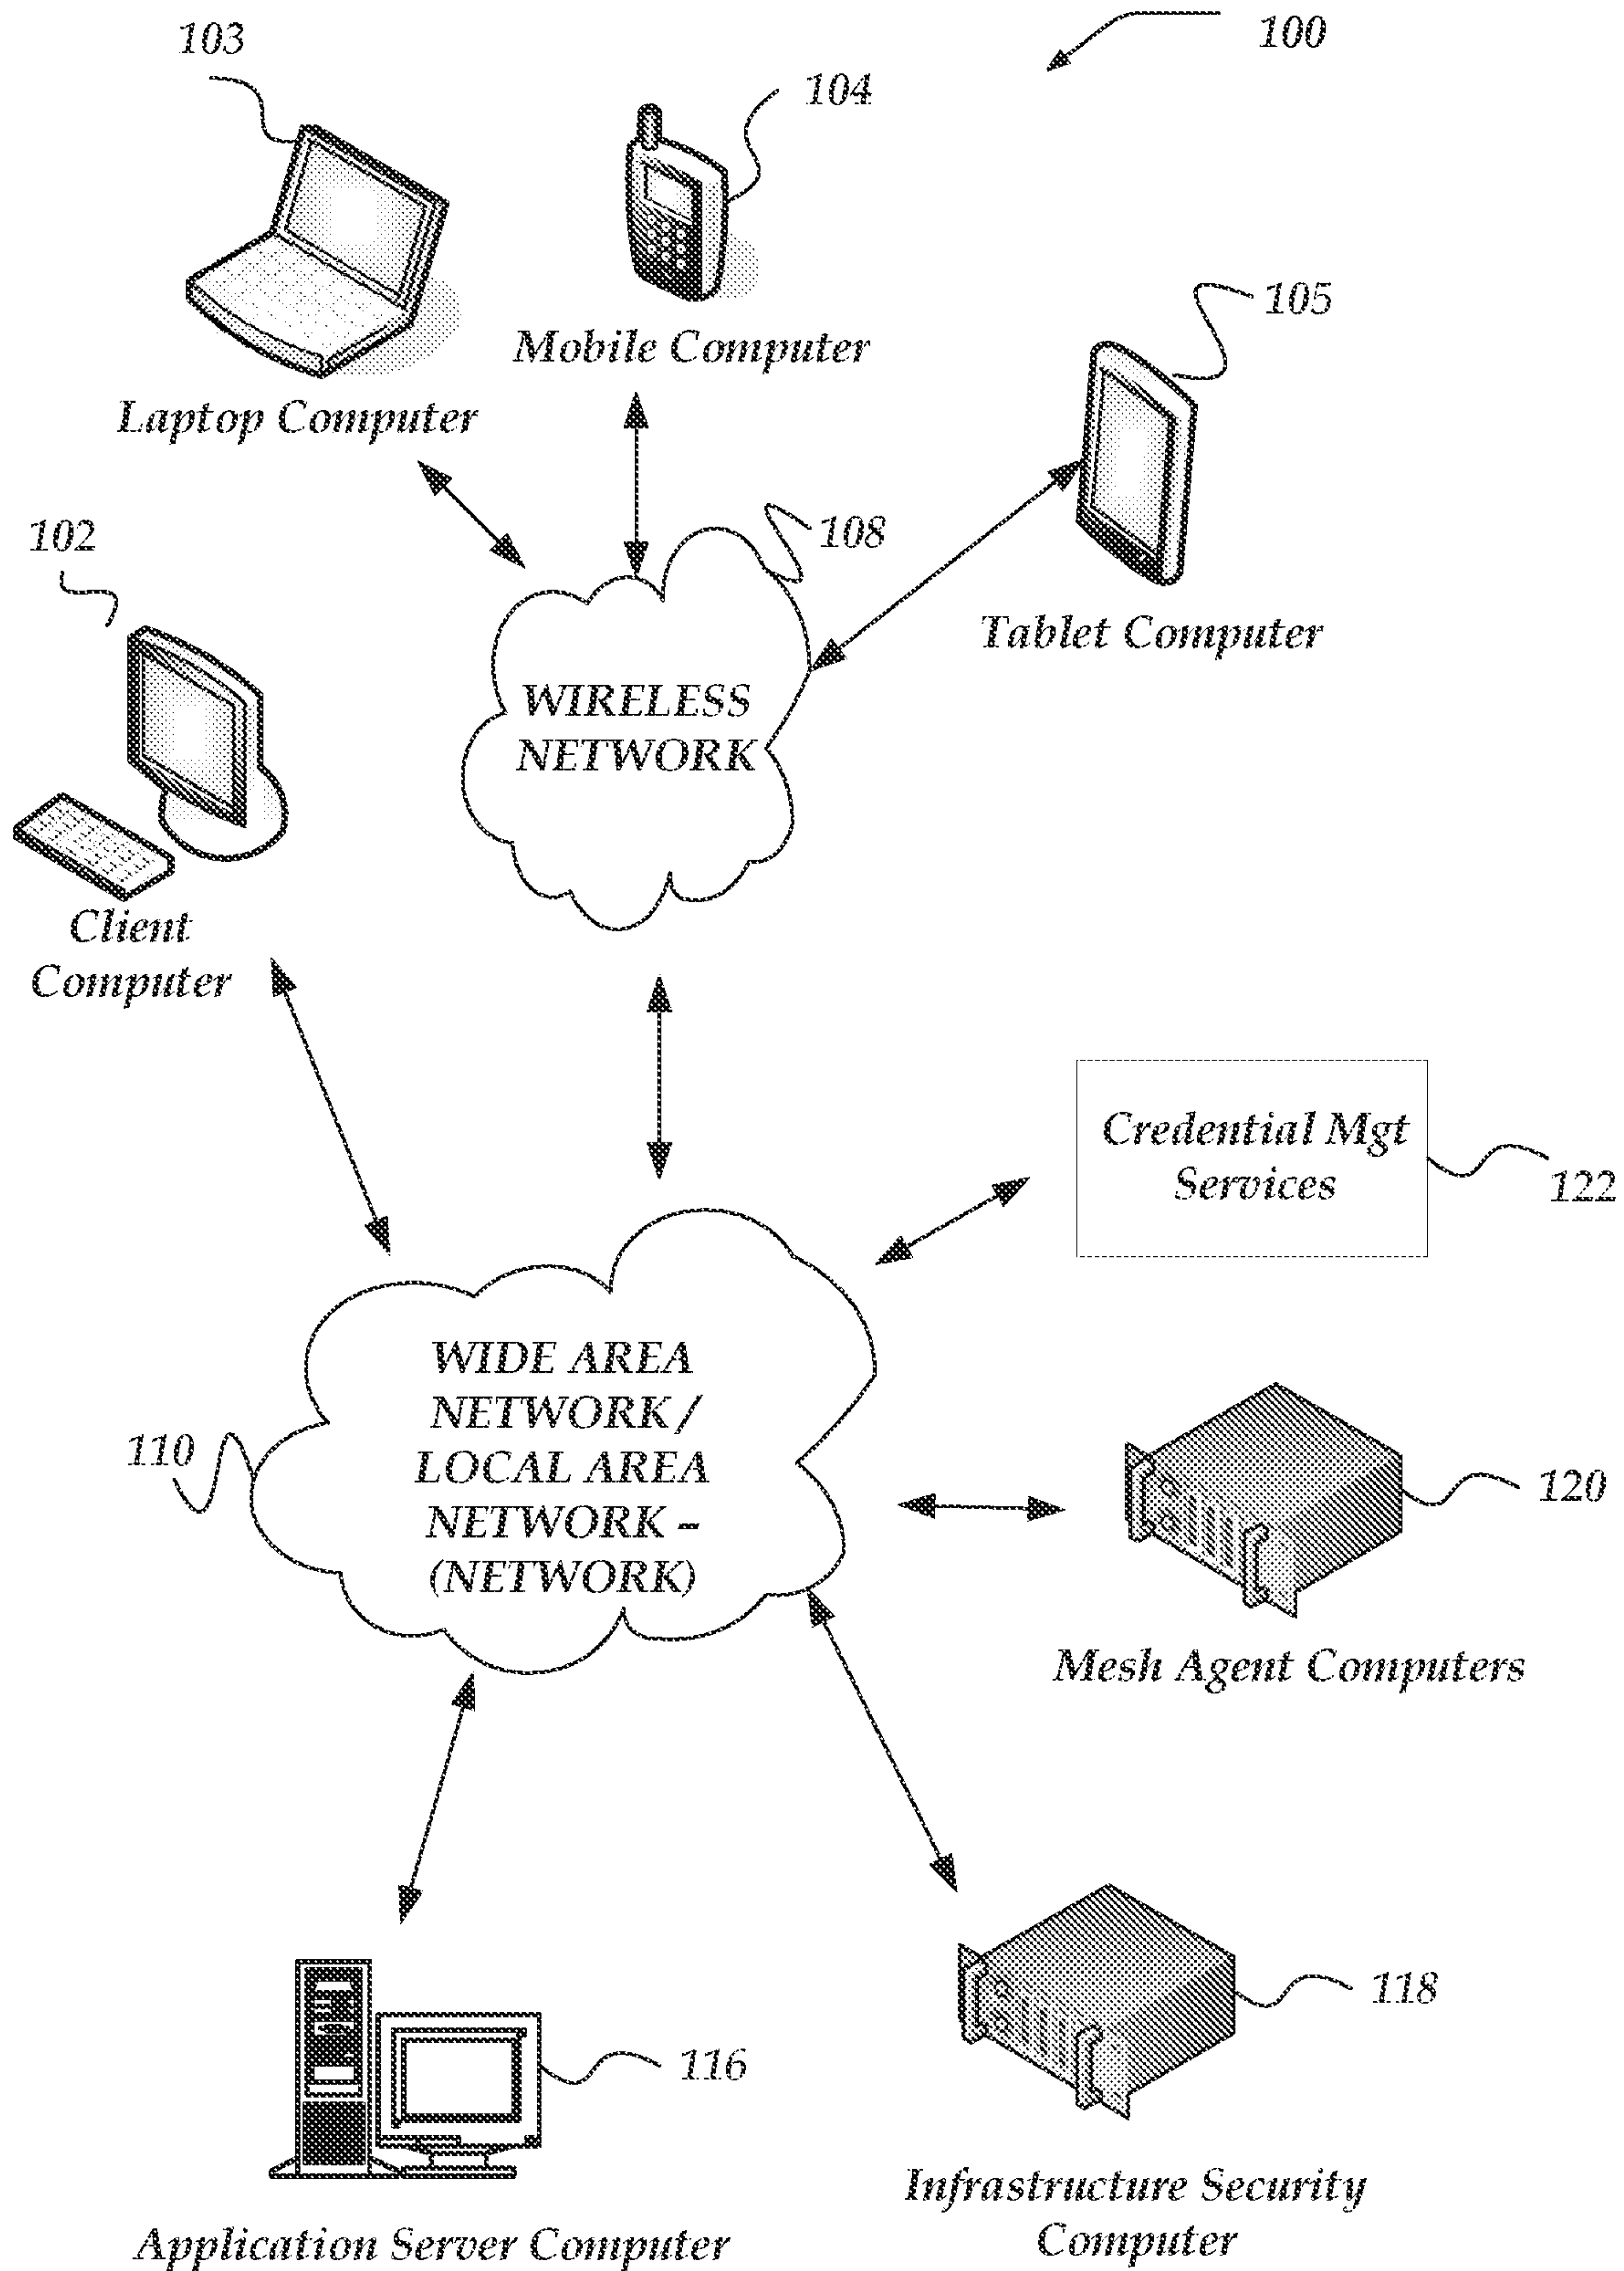 103
100
104
105
Mobile Computer
Laptop Computer
102
108
Tablet Computer
WIRELESS
NETWORK
Client
Computer
Credential Mgt
Services
122
WIDE AREA
NETWORK /
LOCAL AREA
NETWORK –
(NETWORK)
110
120
Mesh Agent Computers
118
116
Infrastructure Security
Computer
Application Server Computer